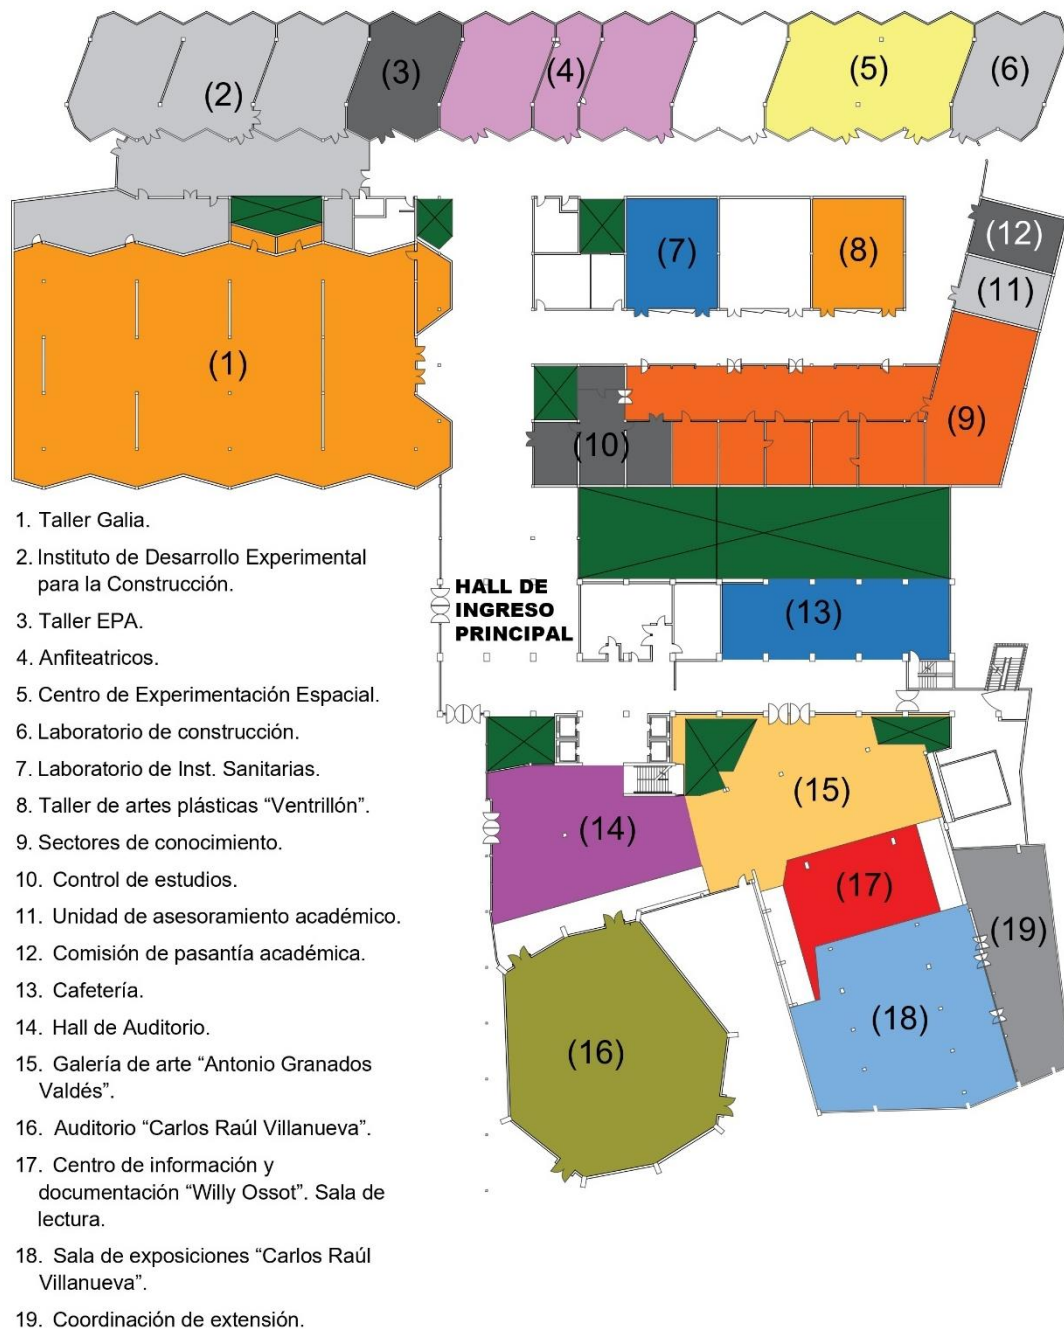 (2)
(3)
(4)
(5)
(6)
(7)
(8)
(12)
(11)
(1)
(9)
(10)
HALL DE
INGRESO
PRINCIPAL
(13)
(14)
(15)
(17)
(19)
(18)
(16)
1. Taller Galia.
2. Instituto de Desarrollo Experimental
para la Construcción.
3. Taller EPA.
4. Anfiteatricos.
5. Centro de Experimentación Espacial.
6. Laboratorio de construcción.
7. Laboratorio de Inst. Sanitarias.
8. Taller de artes plásticas “Ventrillón”.
9. Sectores de conocimiento.
10. Control de estudios.
11. Unidad de asesoramiento académico.
12. Comisión de pasantía académica.
13. Cafetería.
14. Hall de Auditorio.
15. Galería de arte “Antonio Granados
Valdés”.
16. Auditorio “Carlos Raúl Villanueva”.
17. Centro de información y
documentación “Willy Ossot”. Sala de
lectura.
18. Sala de exposiciones “Carlos Raúl
Villanueva”.
19. Coordinación de extensión.